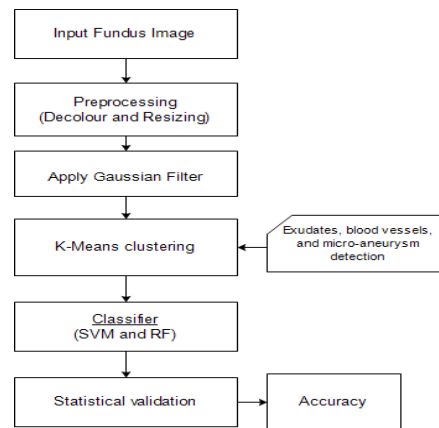 Input Fundus Image
Preprocessing
(Decolour and Resizing)
Apply Gaussian Filter
K-Means clustering
Exudates, blood vessels,
and micro-aneurysm
detection
Classifier
(SVM and RF)
Statistical validation
Accuracy